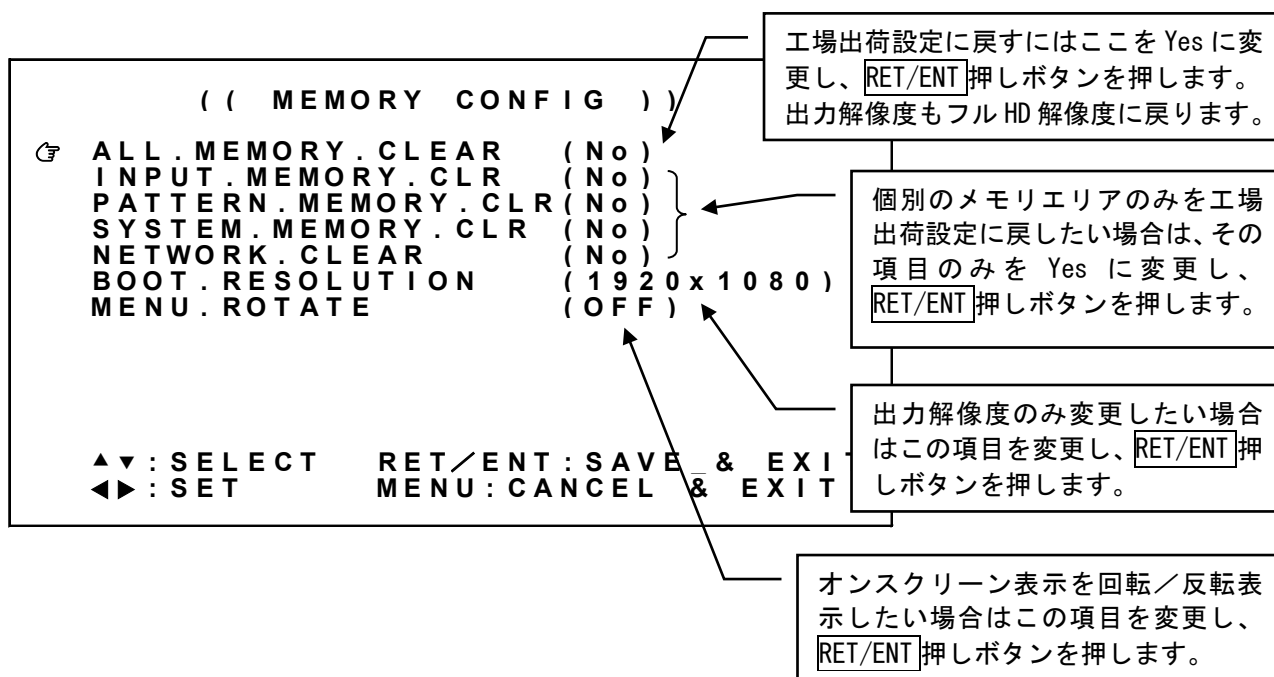 (( MEMORY CONFIG ))
☞ ALL.MEMORY.CLEAR (No)
INPUT.MEMORY.CLR (No)
PATTERN.MEMORY.CLR(No)
SYSTEM.MEMORY.CLR (No)
NETWORK.CLEAR (No)
BOOT.RESOLUTION (1920x1080)
MENU.ROTATE (OFF)
▲▼:SELECT RET/ENT:SAVE_& EXIT
◀▶:SET MENU:CANCEL & EXIT
工場出荷設定に戻すにはここを Yes に変
更し、RET/ENT 押しボタンを押します。
出力解像度もフル HD 解像度に戻ります。
個別のメモリエリアのみを工場
出荷設定に戻したい場合は、その
項目のみを Yes に変更し、
RET/ENT 押しボタンを押します。
出力解像度のみ変更したい場合
はこの項目を変更し、RET/ENT 押
しボタンを押します。
オンスクリーン表示を回転／反転表
示したい場合はこの項目を変更し、
RET/ENT 押しボタンを押します。